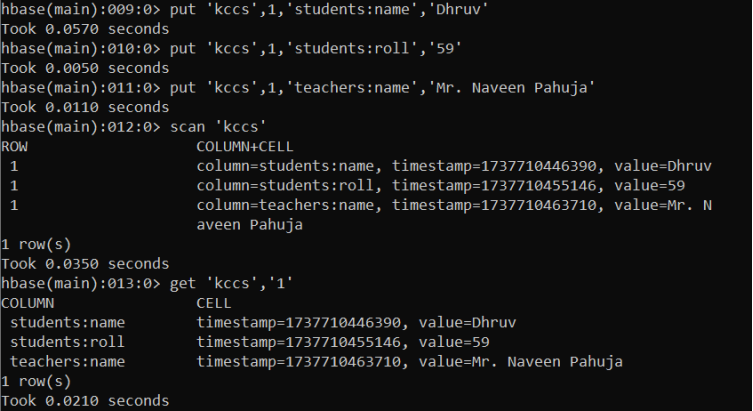 hbase(main):009:0> put 'kccs',1,'students:name','Dhruv'
Took 0.0570 seconds
hbase(main):010:0> put 'kccs',1,'students:roll','59'
Took 0.0050 seconds
hbase(main):011:0> put 'kccs',1,'teachers:name','Mr. Naveen Pahuja'
Took 0.0110 seconds
hbase(main):012:0> scan 'kccs'
ROW                   COLUMN+CELL
 1                    column=students:name, timestamp=1737710446390, value=Dhruv
 1                    column=students:roll, timestamp=1737710455146, value=59
 1                    column=teachers:name, timestamp=1737710463710, value=Mr. N
                      aveen Pahuja
1 row(s)
Took 0.0350 seconds
hbase(main):013:0> get 'kccs','1'
COLUMN                CELL
 students:name        timestamp=1737710446390, value=Dhruv
 students:roll        timestamp=1737710455146, value=59
 teachers:name        timestamp=1737710463710, value=Mr. Naveen Pahuja
1 row(s)
Took 0.0210 seconds